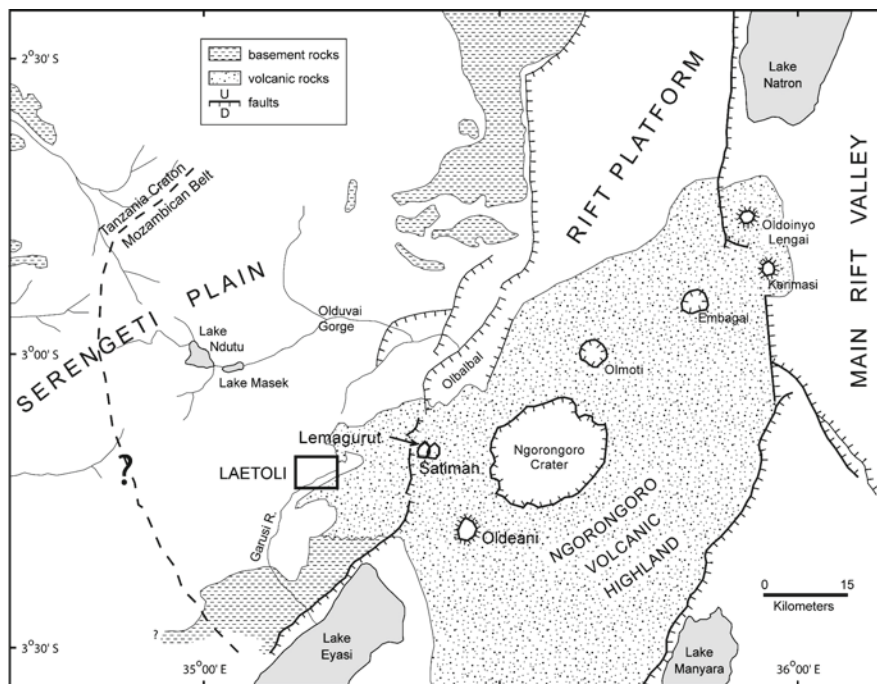 2°30' S
3°00' S
3°30' S
35°00' E
36°00' E
basement rocks
volcanic rocks
U
D
faults
Lake
Natron
RIFT PLATFORM
MAIN RIFT VALLEY
Tanzania Craton
Mozambican Belt
SERENGETI PLAIN
Oldoinyo
Lengai
Kerimasi
Embagai
Olmoti
Olduvai
Gorge
Lake
Ndutu
Lake Masek
Olbalbal
Lemagurut
Satimah
Ngorongoro
Crater
LAETOLI
?
Garusi R.
Oldeani
NGORONGORO
VOLCANIC
HIGHLAND
0 15
Kilometers
?
Lake
Eyasi
Lake
Manyara